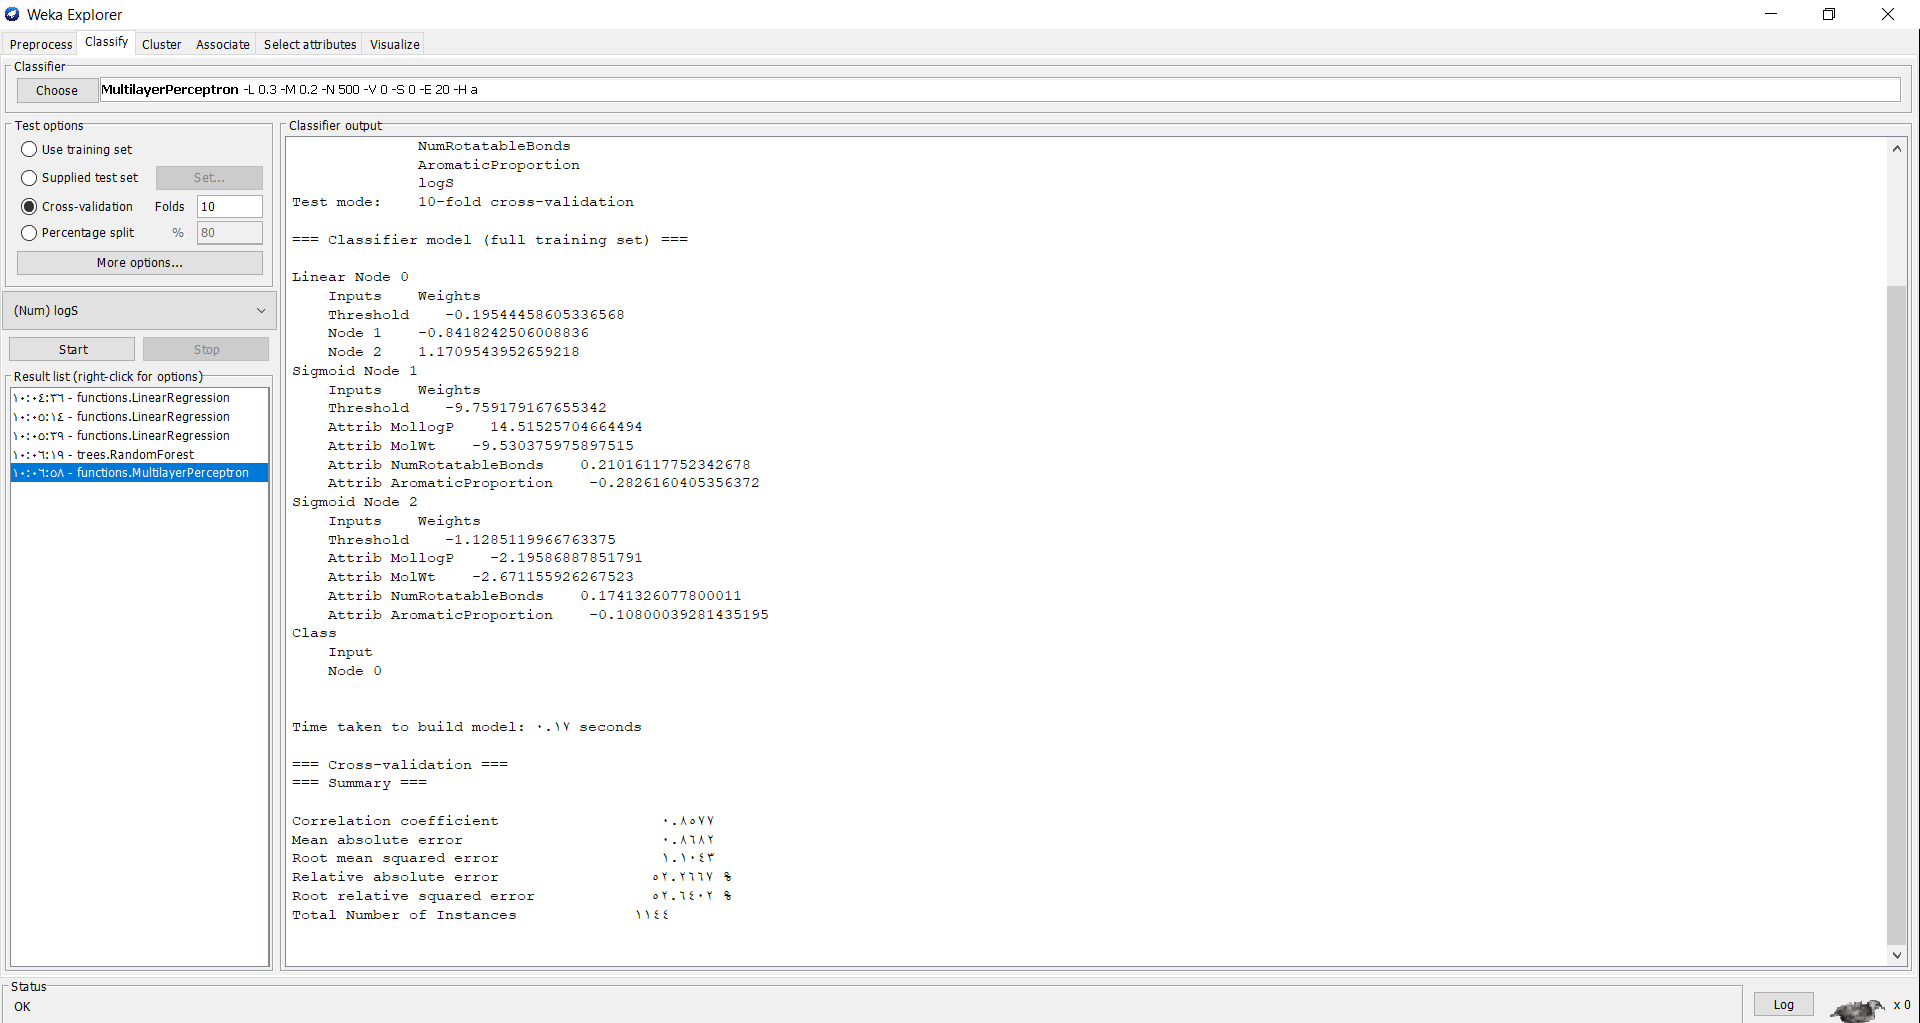 Weka Explorer
Preprocess Classify Cluster Associate Select attributes Visualize
Classifier
Choose MultilayerPerceptron -L 0.3 -M 0.2 -N 500 -V 0 -S 0 -E 20 -H a
Test options
Use training set
Supplied test set Set...
Cross-validation Folds 10
Percentage split % 80
More options...
(Num) logS
Start Stop
Result list (right-click for options)
١٠:٠٤:٣٦ - functions.LinearRegression
١٠:٠٥:١٤ - functions.LinearRegression
١٠:٠٥:٣٩ - functions.LinearRegression
١٠:٠٦:١٩ - trees.RandomForest
١٠:٠٦:٥٨ - functions.MultilayerPerceptron
Classifier output
NumRotatableBonds
AromaticProportion
logS
Test mode: 10-fold cross-validation
=== Classifier model (full training set) ===
Linear Node 0
Inputs Weights
Threshold -0.19544458605336568
Node 1 -0.8418242506008836
Node 2 1.1709543952659218
Sigmoid Node 1
Inputs Weights
Threshold -9.759179167655342
Attrib MollogP 14.51525704664494
Attrib MolWt -9.530375975897515
Attrib NumRotatableBonds 0.21016117752342678
Attrib AromaticProportion -0.2826160405356372
Sigmoid Node 2
Inputs Weights
Threshold -1.1285119966763375
Attrib MollogP -2.19586887851791
Attrib MolWt -2.671155926267523
Attrib NumRotatableBonds 0.1741326077800011
Attrib AromaticProportion -0.10800039281435195
Class
Input
Node 0
Time taken to build model: ٠.١٧ seconds
=== Cross-validation ===
=== Summary ===
Correlation coefficient ٠.٨٥٧٧
Mean absolute error ٠.٨٦٨٢
Root mean squared error ١.١٠٤٣
Relative absolute error ٥٢.٢٦٦٧ %
Root relative squared error ٥٢.٦٤٠٢ %
Total Number of Instances ١١٤٤
Status
OK
Log x 0